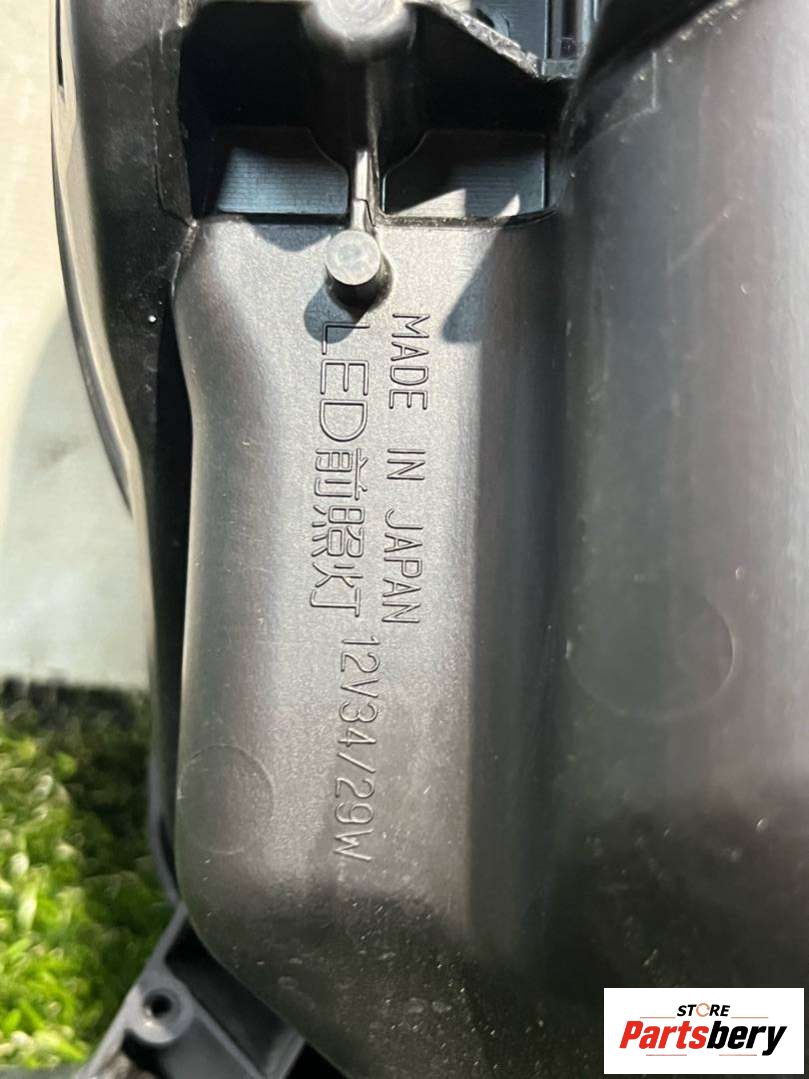 MADE IN JAPAN
LED前照灯 12V34/29W
STORE
Partsbery